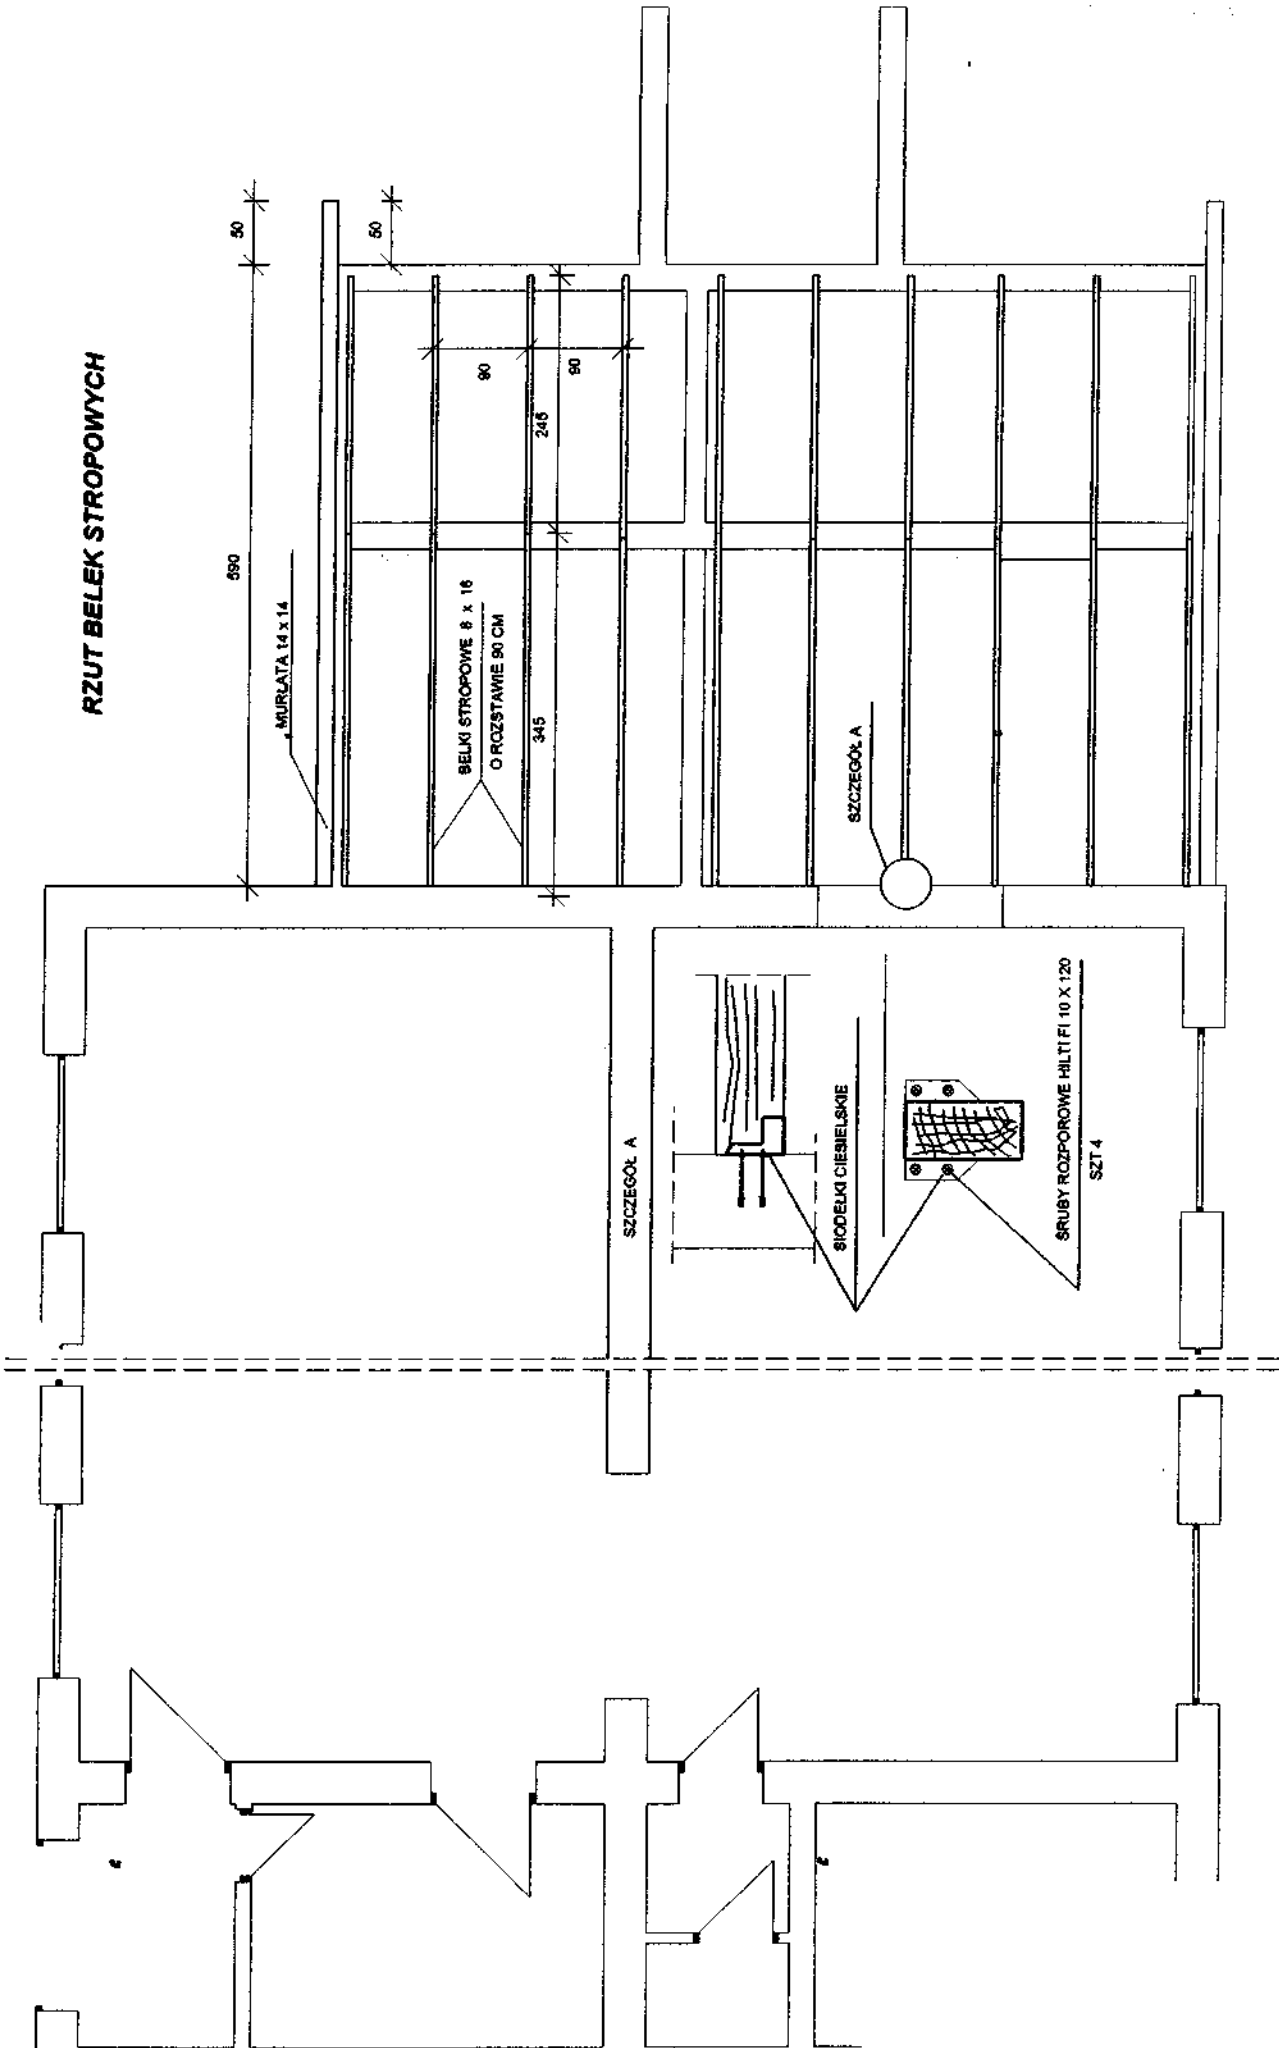 RZUT BELEK STROPOWYCH
50
50
590
MURŁATA 14 x 14
90
90
245
BELKI STROPOWE 8 x 16
O ROZSTAWIE 90 CM
345
SZCZEGÓŁ A
SZCZEGÓŁ A
SIODEŁKI CIESIELSKIE
SRUBY ROZPOROWE HILTI FI 10 X 120
SZT 4